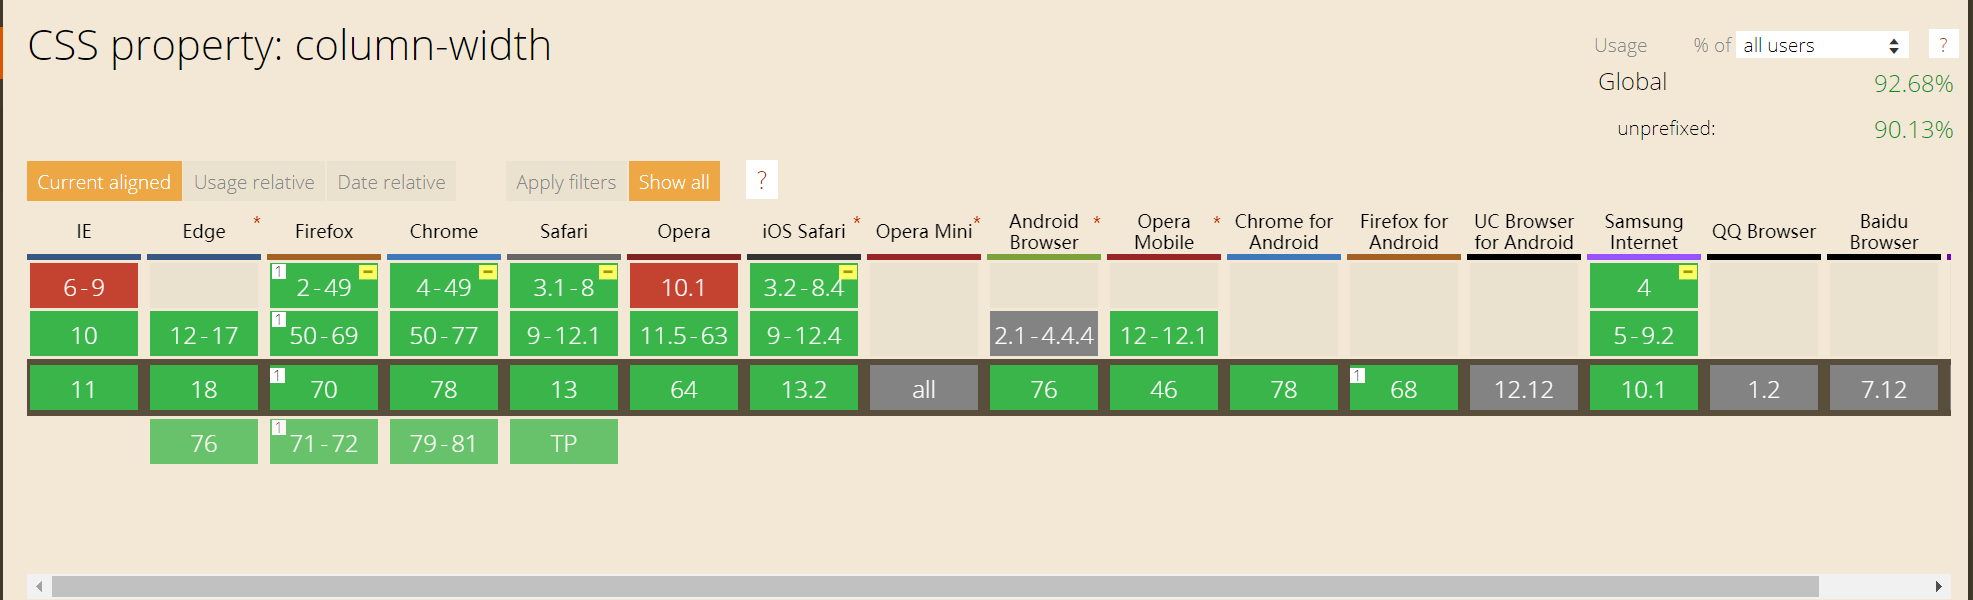 CSS property: column-width
Usage % of all users ?
Global 92.68%
unprefixed: 90.13%
Current aligned Usage relative Date relative Apply filters Show all ?
IE Edge * Firefox Chrome Safari Opera iOS Safari * Opera Mini * Android Browser * Opera Mobile * Chrome for Android Firefox for Android UC Browser for Android Samsung Internet QQ Browser Baidu Browser
6-9 1 2-49 4-49 3.1-8 10.1 3.2-8.4 4
10 12-17 1 50-69 50-77 9-12.1 11.5-63 9-12.4 2.1-4.4.4 12-12.1 5-9.2
11 18 1 70 78 13 64 13.2 all 76 46 78 1 68 12.12 10.1 1.2 7.12
76 1 71-72 79-81 TP